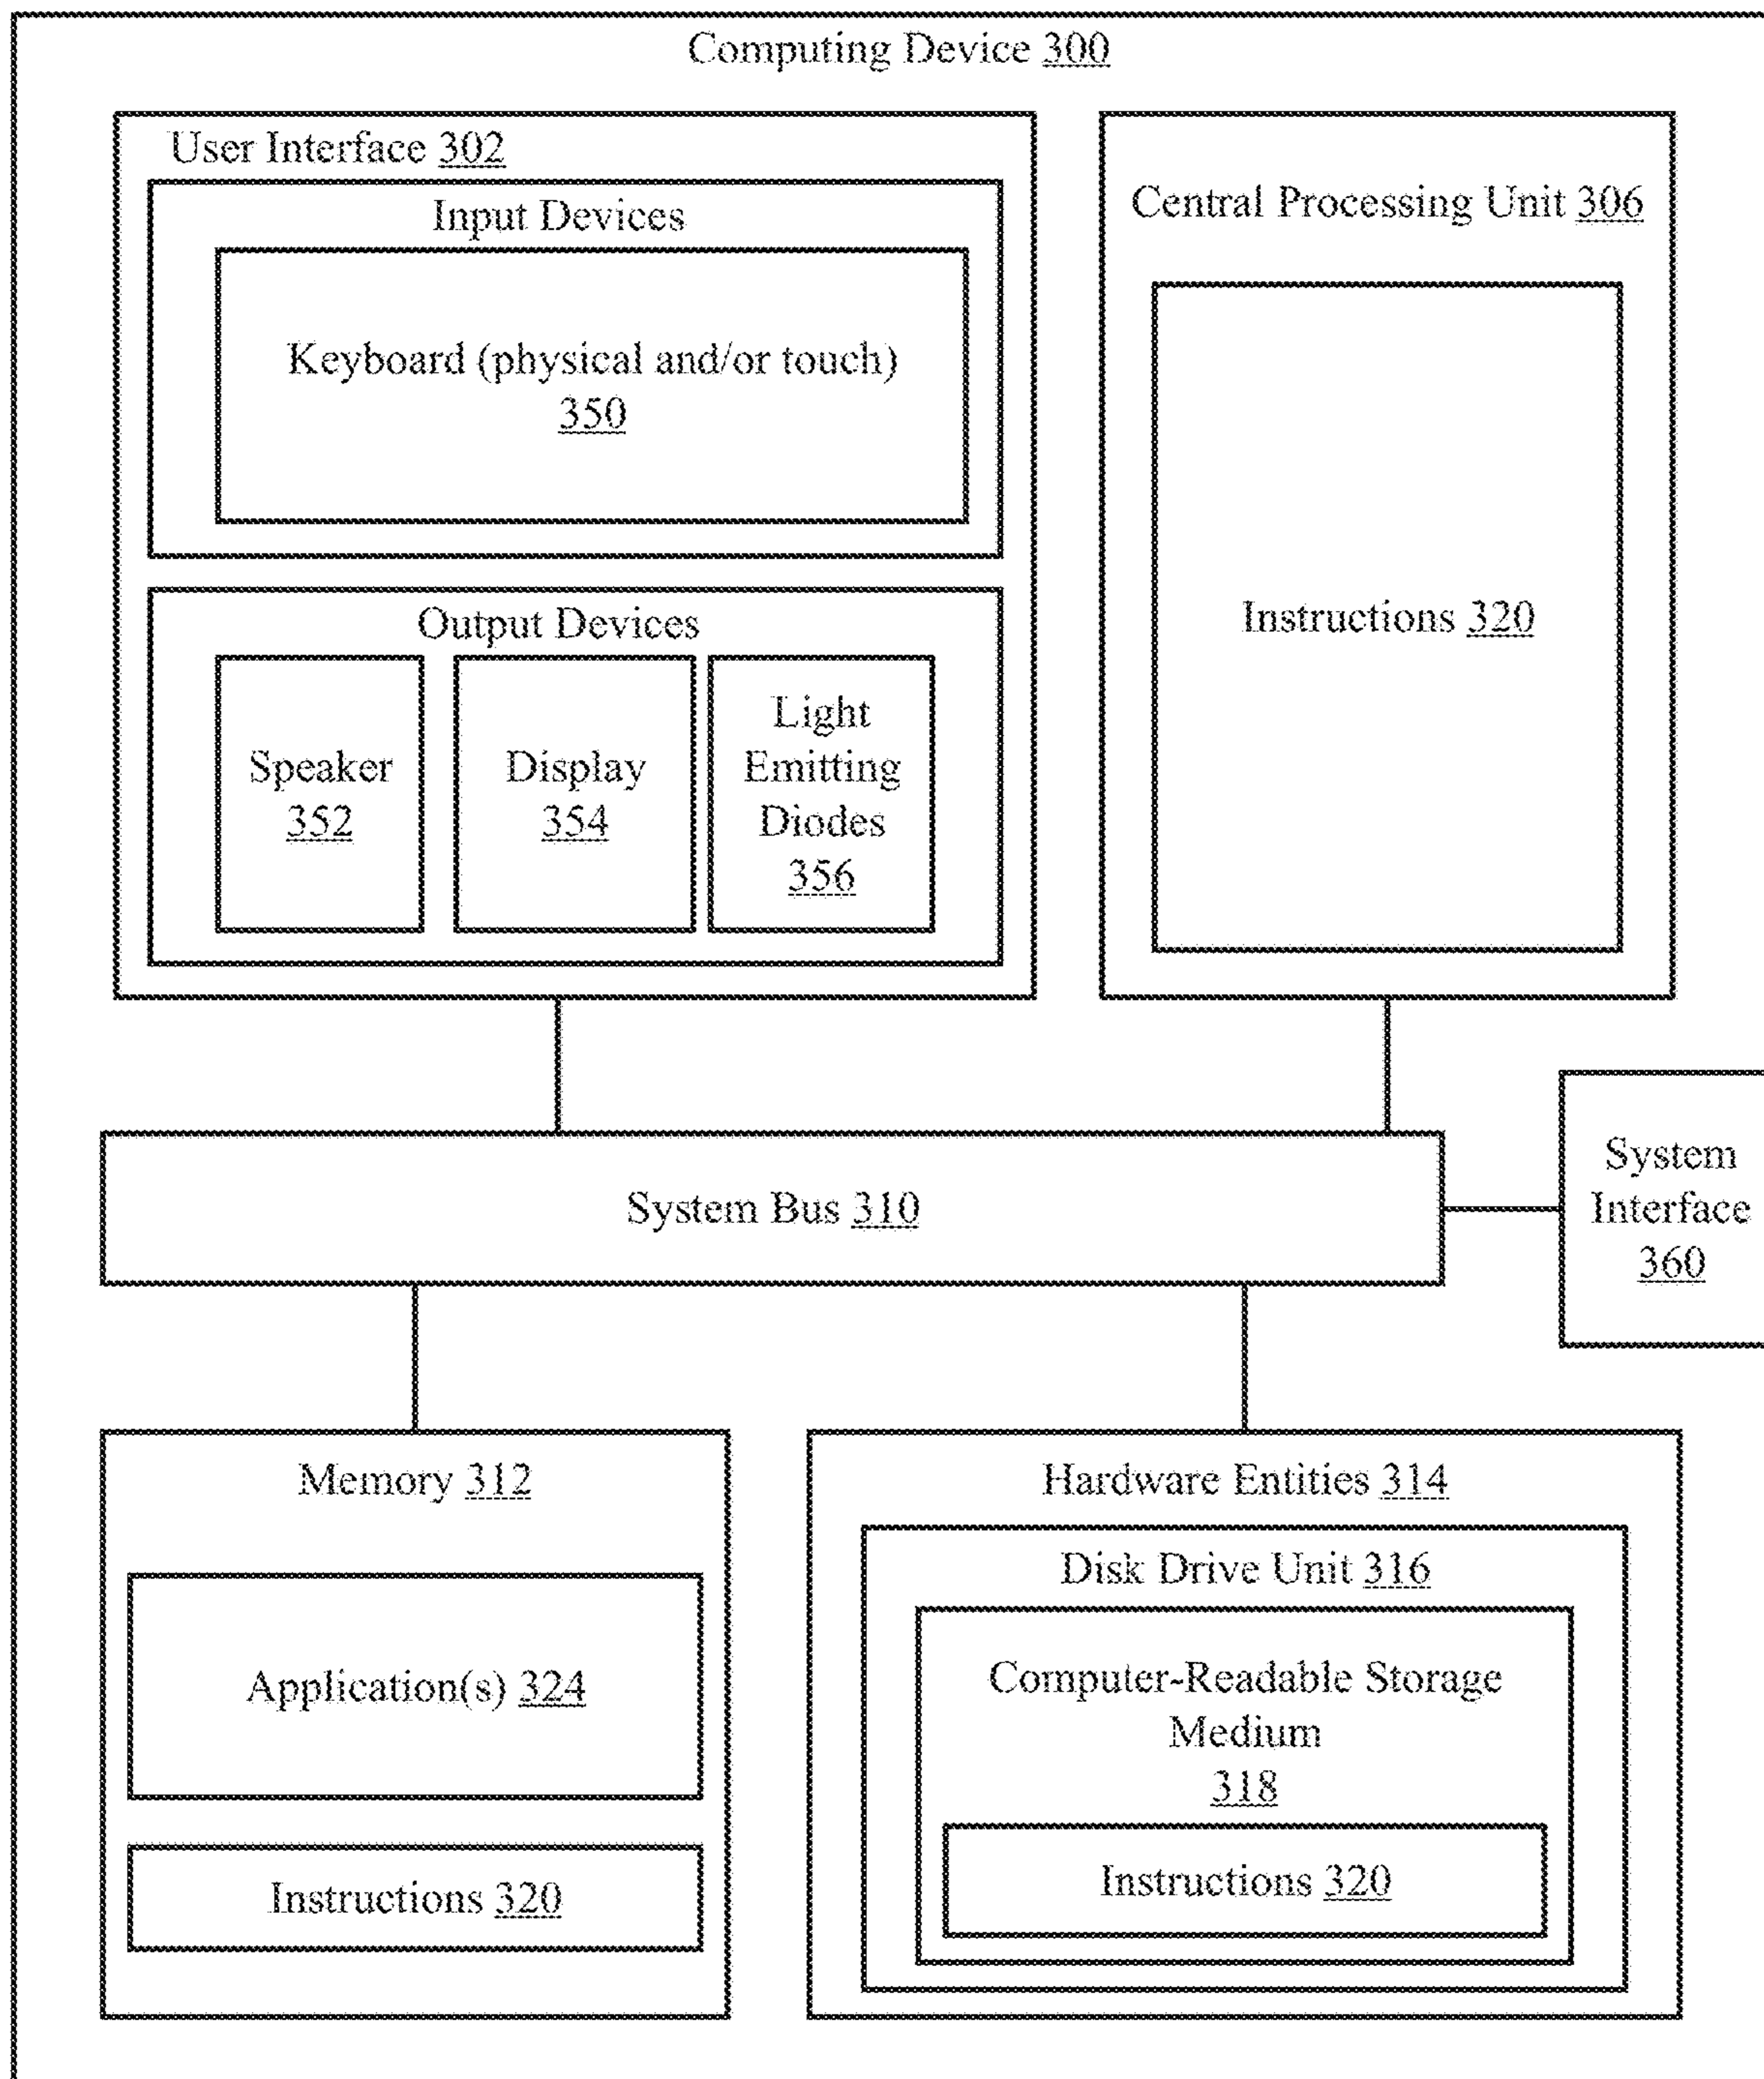 Computing Device 300
User Interface 302
Input Devices
Keyboard (physical and/or touch)
350
Output Devices
Speaker
352
Display
354
Light
Emitting
Diodes
356
Central Processing Unit 306
Instructions 320
System Bus 310
System
Interface
360
Memory 312
Application(s) 324
Instructions 320
Hardware Entities 314
Disk Drive Unit 316
Computer-Readable Storage
Medium
318
Instructions 320